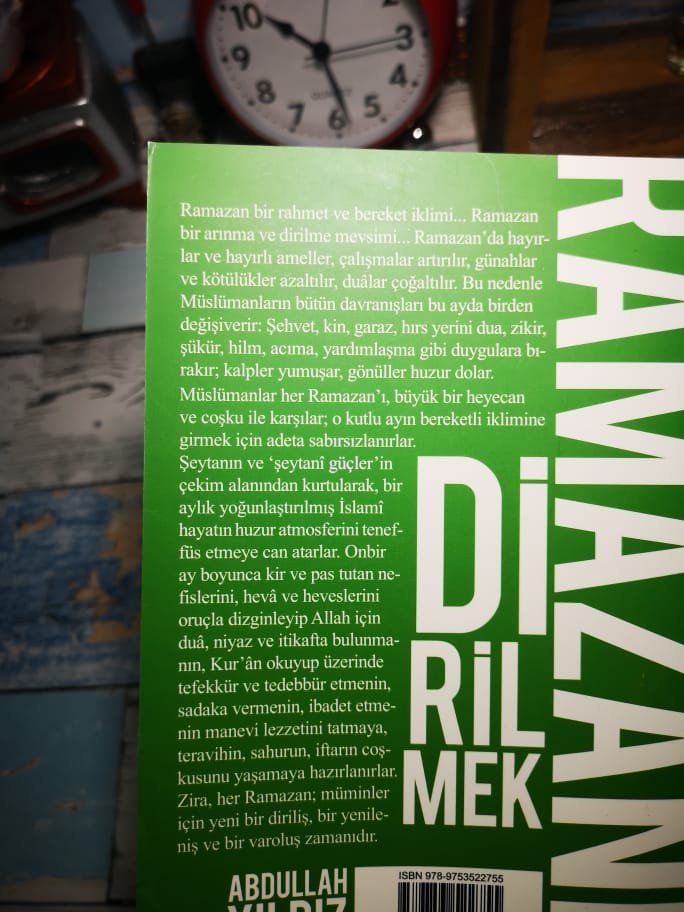 10
9
8
7
6
5
4
3
Ramazan bir rahmet ve bereket iklimi... Ramazan
bir arınma ve dirilme mevsimi... Ramazan'da hayır-
lar ve hayırlı ameller, çalışmalar artırılır, günahlar
ve kötülükler azaltılır, duâlar çoğaltılır. Bu nedenle
Müslümanların bütün davranışları bu ayda birden
değişiverir: Şehvet, kin, garaz, hırs yerini dua, zikir,
şükür, hilm, acıma, yardımlaşma gibi duygulara bı-
rakır; kalpler yumuşar, gönüller huzur dolar.
Müslümanlar her Ramazan'ı, büyük bir heyecan
ve coşku ile karşılar; o kutlu ayın bereketli iklimine
girmek için adeta sabırsızlanırlar.
Şeytanın ve 'şeytanî güçler'in
çekim alanından kurtularak, bir
aylık yoğunlaştırılmış İslamî
hayatın huzur atmosferini tenef-
füs etmeye can atarlar. Onbir
ay boyunca kir ve pas tutan ne-
fislerini, hevâ ve heveslerini
oruçla dizginleyip Allah için
duâ, niyaz ve itikafta bulunma-
nın, Kur'ân okuyup üzerinde
tefekkür ve tedebbür etmenin,
sadaka vermenin, ibadet etme-
nin manevi lezzetini tatmaya,
teravihin, sahurun, iftarın coş-
kusunu yaşamaya hazırlanırlar.
Zira, her Ramazan; müminler
için yeni bir diriliş, bir yenile-
niş ve bir varoluş zamanıdır.
RAMAZAN
Dİ
RİL
MEK
ABDULLAH
YILDIZ
ISBN 978-9753522755